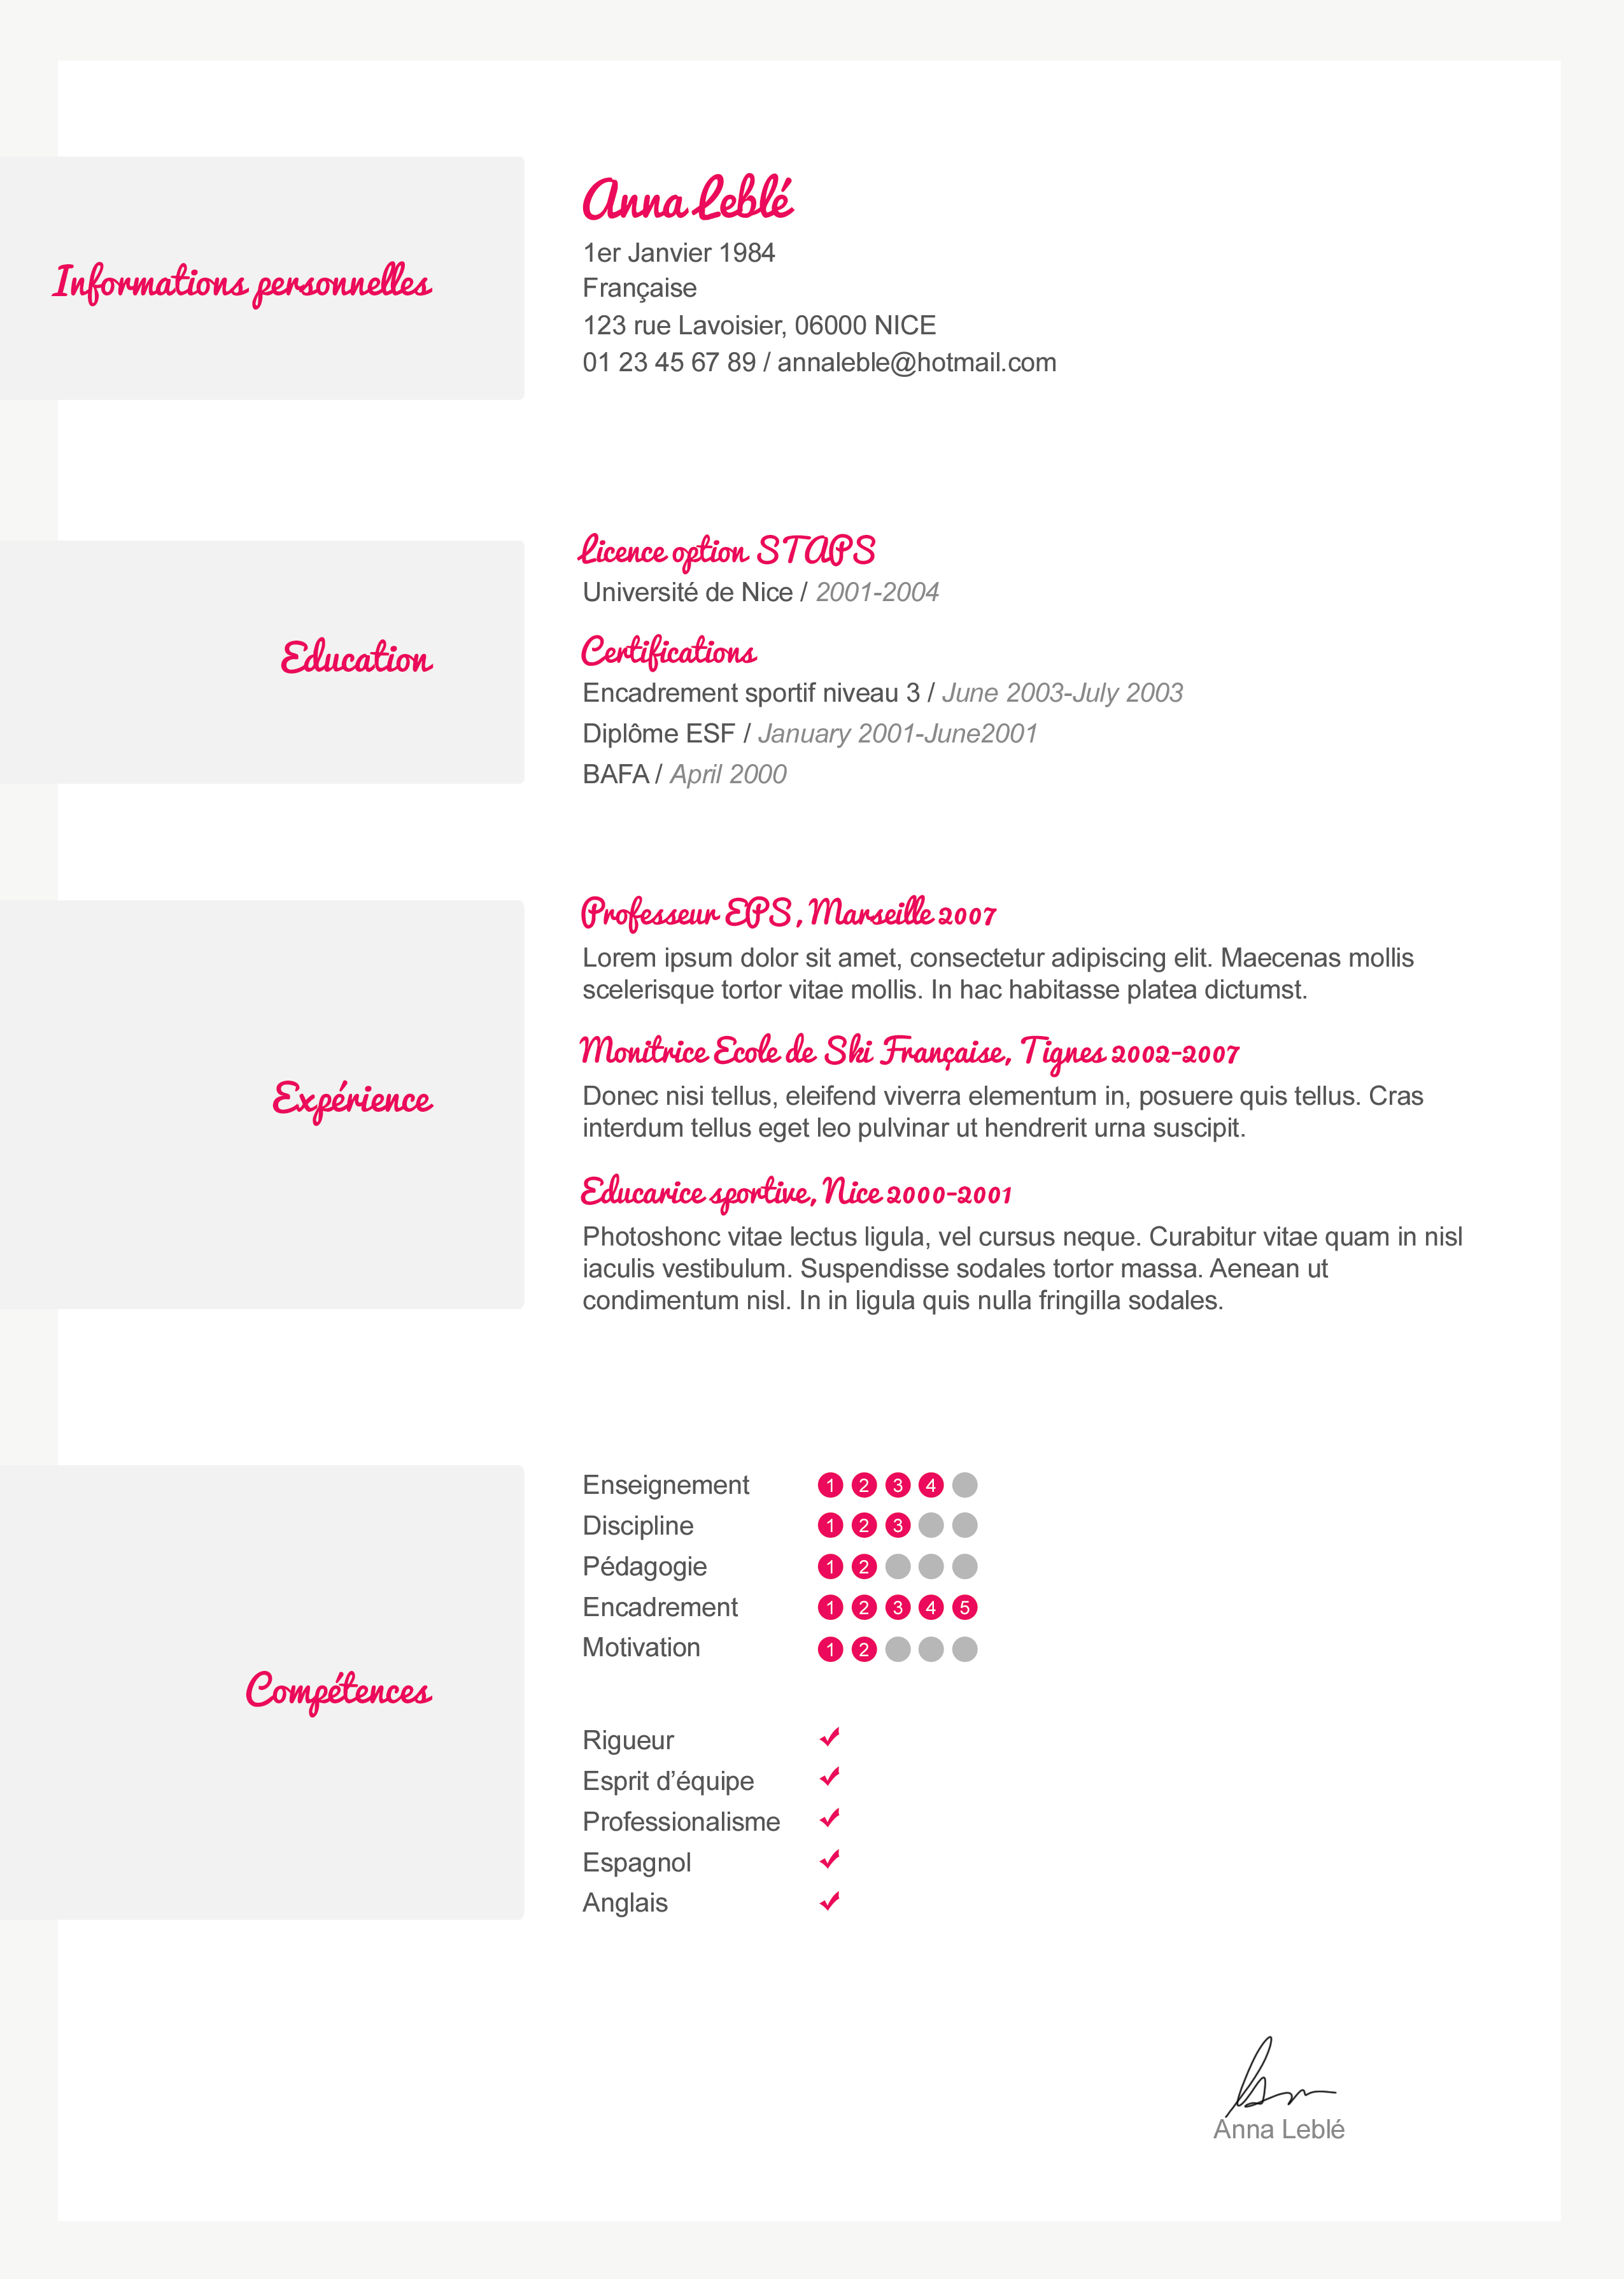 Informations personnelles
Anna Leblé
1er Janvier 1984
Française
123 rue Lavoisier, 06000 NICE
01 23 45 67 89 / annaleble@hotmail.com
Education
Licence option STAPS
Université de Nice / 2001-2004
Certifications
Encadrement sportif niveau 3 / June 2003-July 2003
Diplôme ESF / January 2001-June2001
BAFA / April 2000
Expérience
Professeur EPS, Marseille 2007
Lorem ipsum dolor sit amet, consectetur adipiscing elit. Maecenas mollis
scelerisque tortor vitae mollis. In hac habitasse platea dictumst.
Monitrice Ecole de Ski Française, Tignes 2002-2007
Donec nisi tellus, eleifend viverra elementum in, posuere quis tellus. Cras
interdum tellus eget leo pulvinar ut hendrerit urna suscipit.
Educarice sportive, Nice 2000-2001
Photoshonc vitae lectus ligula, vel cursus neque. Curabitur vitae quam in nisl
iaculis vestibulum. Suspendisse sodales tortor massa. Aenean ut
condimentum nisl. In in ligula quis nulla fringilla sodales.
Compétences
Enseignement 1 2 3 4
Discipline 1 2 3
Pédagogie 1 2
Encadrement 1 2 3 4 5
Motivation 1 2
Rigueur
Esprit d’équipe
Professionalisme
Espagnol
Anglais
Anna Leblé